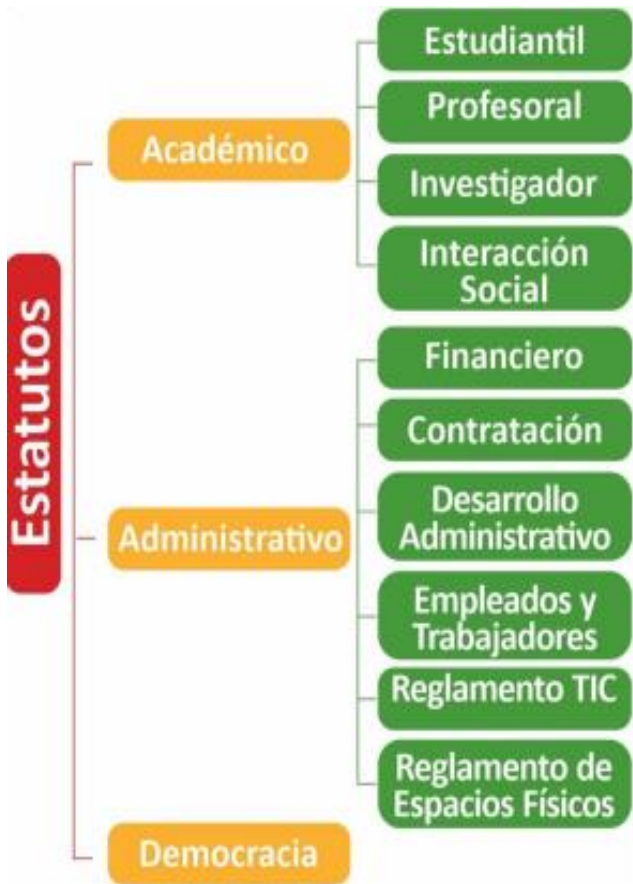 Estatutos
Académico
Estudiantil
Profesoral
Investigador
Interacción
Social
Administrativo
Financiero
Contratación
Desarrollo
Administrativo
Empleados y
Trabajadores
Reglamento TIC
Reglamento de
Espacios Físicos
Democracia